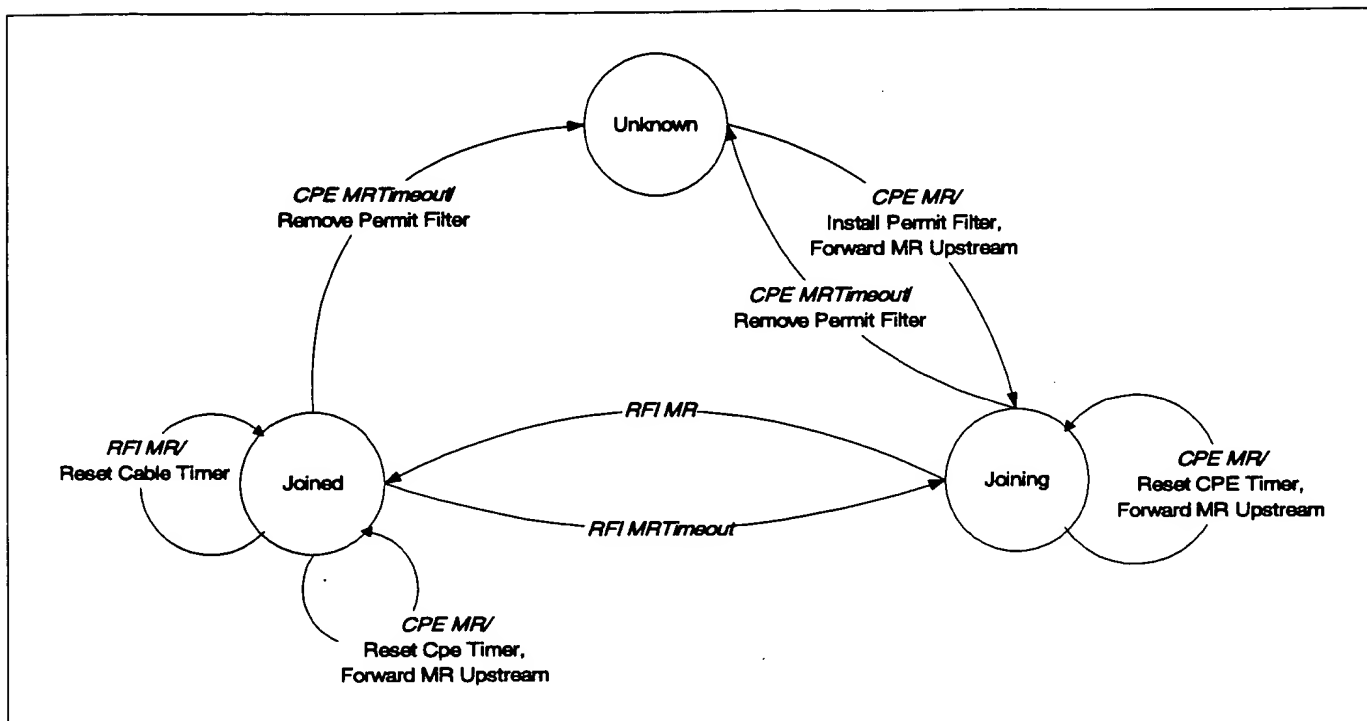 Unknown
CPE MRTimeout/
Remove Permit Filter
CPE MR/
Install Permit Filter,
Forward MR Upstream
CPE MRTimeout/
Remove Permit Filter
RFI MR
RFI MR/
Reset Cable Timer
Joined
Joining
CPE MR/
Reset CPE Timer,
Forward MR Upstream
RFI MRTimeout
CPE MR/
Reset Cpe Timer,
Forward MR Upstream